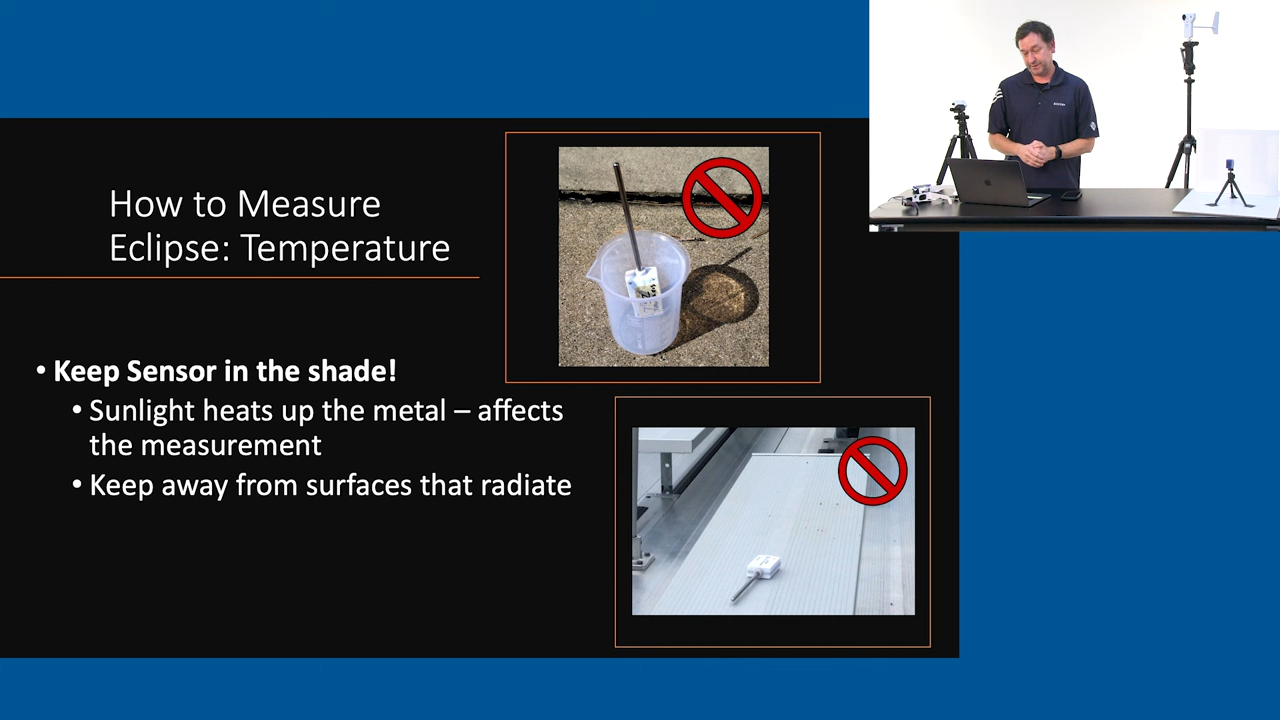 How to Measure
Eclipse: Temperature
• Keep Sensor in the shade!
• Sunlight heats up the metal – affects
the measurement
• Keep away from surfaces that radiate